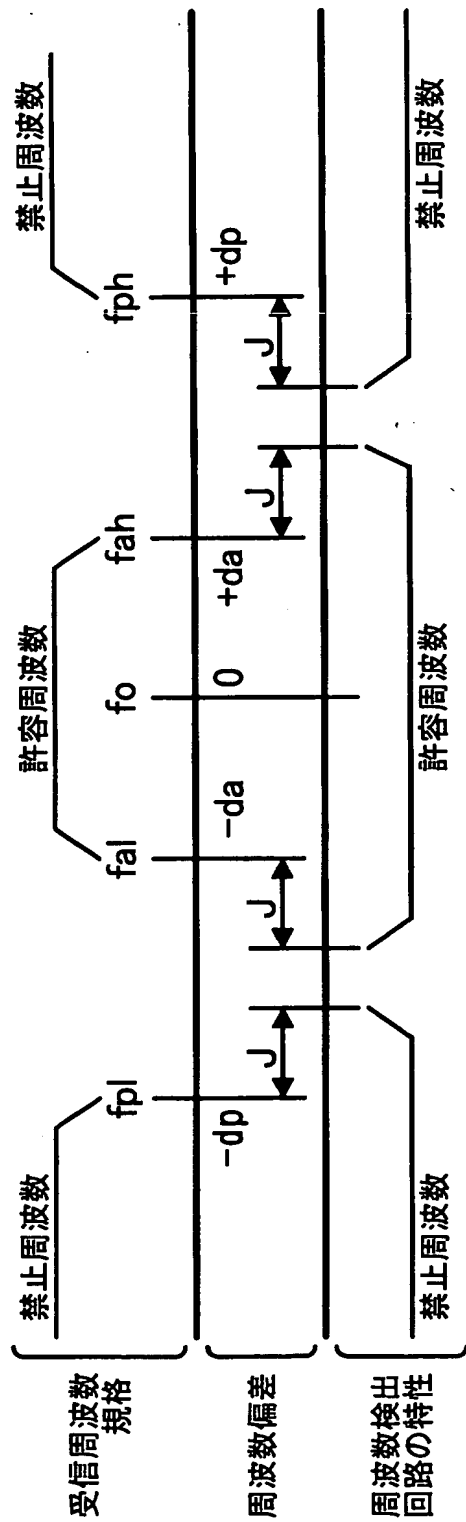 受信周波数
規格
禁止周波数
許容周波数
禁止周波数
fpl
fal
fo
fah
fph
周波数偏差
−dp
−da
0
+da
+dp
J
J
J
J
周波数検出
回路の特性
禁止周波数
許容周波数
禁止周波数